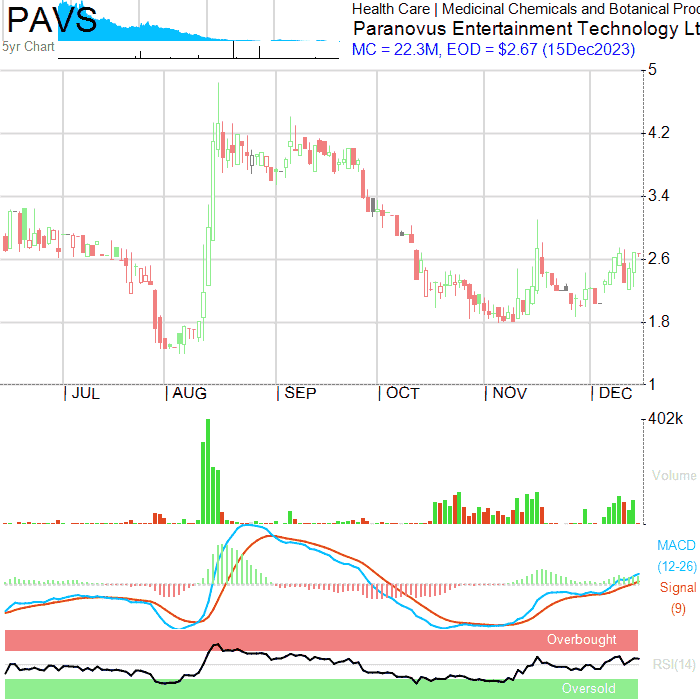 PAVS
5yr Chart
Health Care | Medicinal Chemicals and Botanical Prod
Paranovus Entertainment Technology Lt
MC = 22.3M, EOD = $2.67 (15Dec2023)
5
4.2
3.4
2.6
1.8
1
JUL AUG SEP OCT NOV DEC
402k
Volume
MACD
(12-26)
Signal
(9)
Overbought
RSI(14)
Oversold